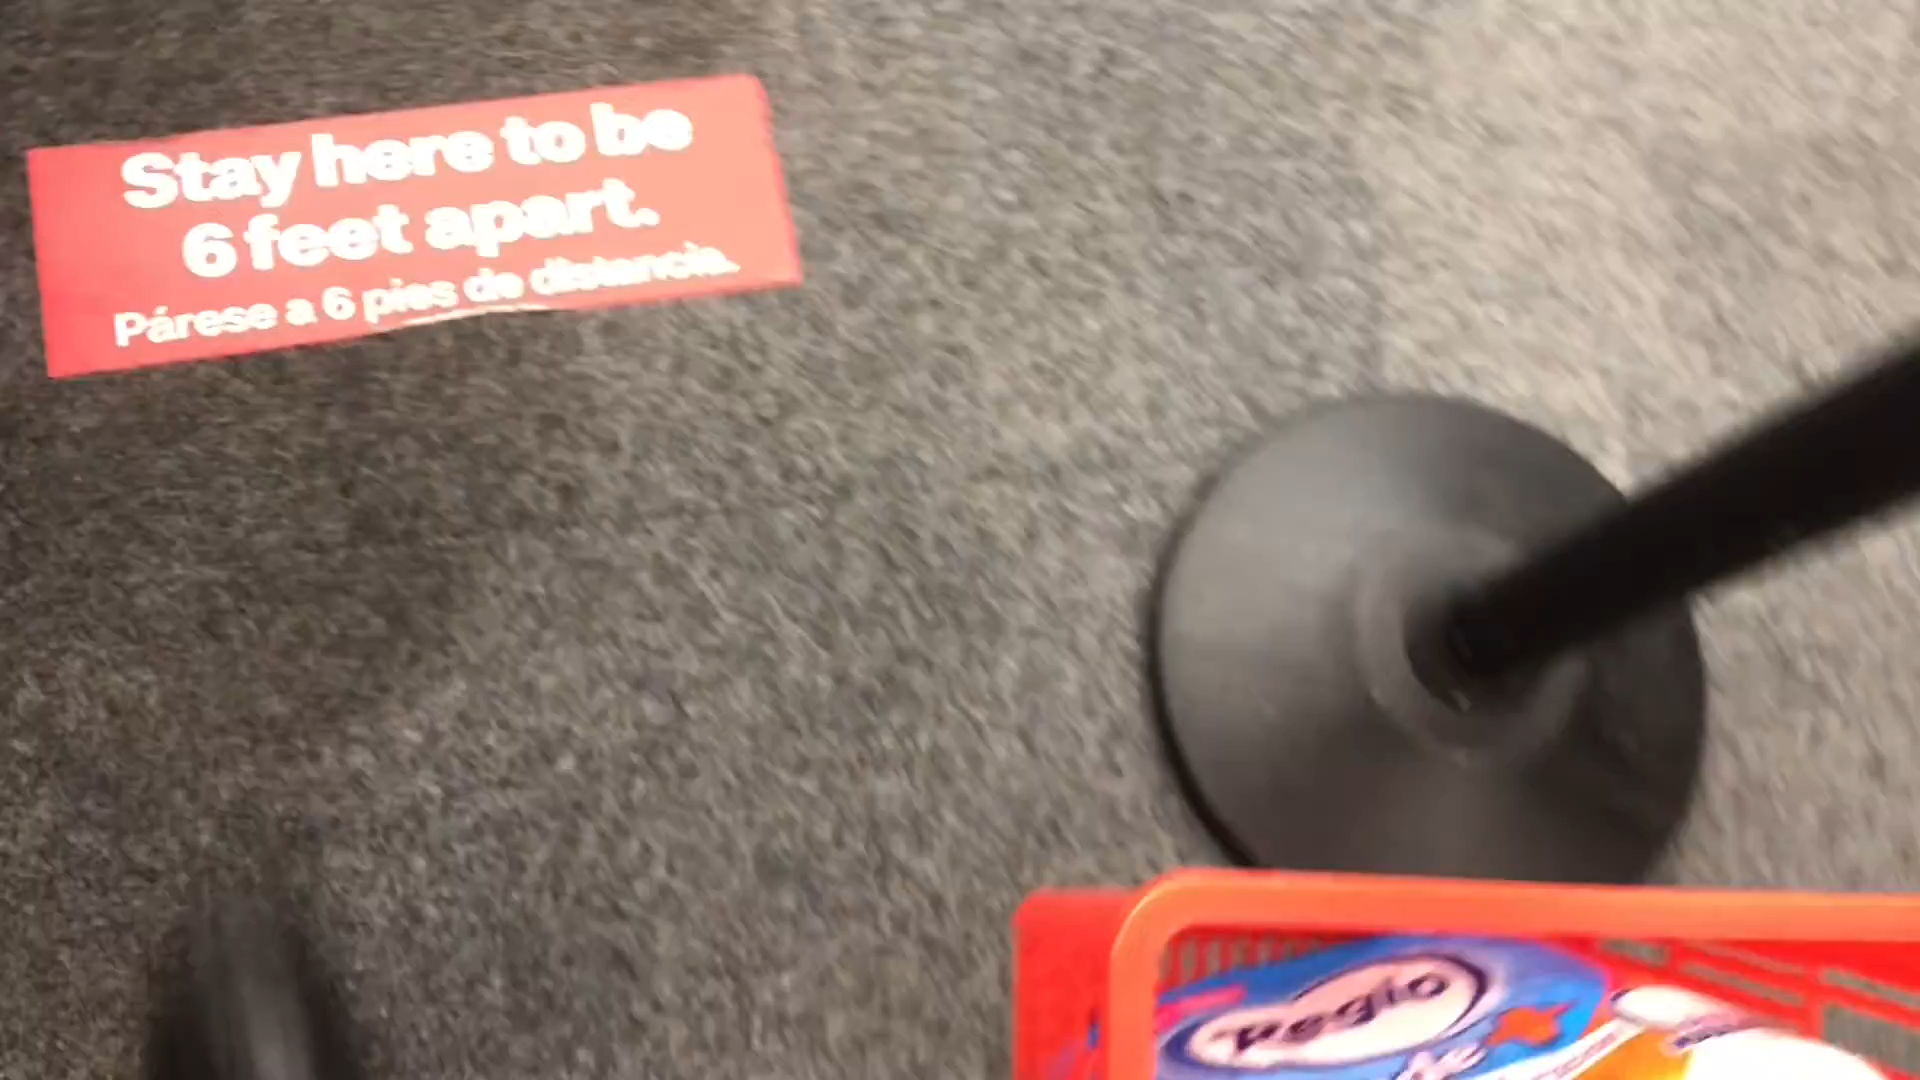 Stay here to be
6 feet apart.
Párese a 6 pies de distancia.
Regio